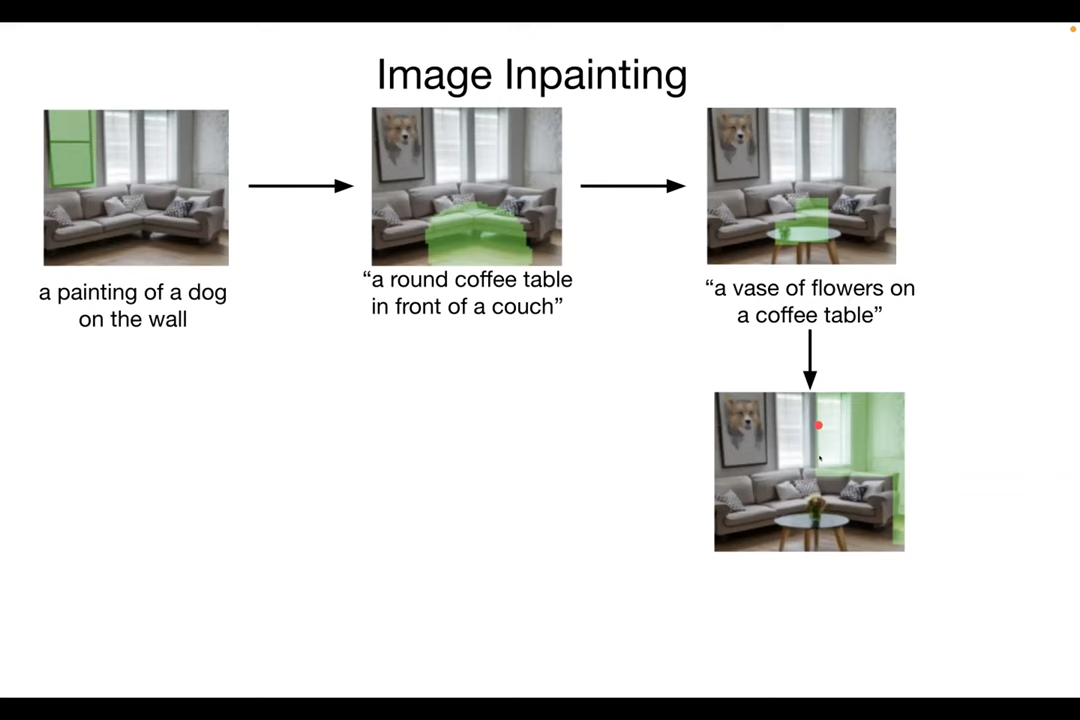 Image Inpainting
a painting of a dog
on the wall
“a round coffee table
in front of a couch”
“a vase of flowers on
a coffee table”